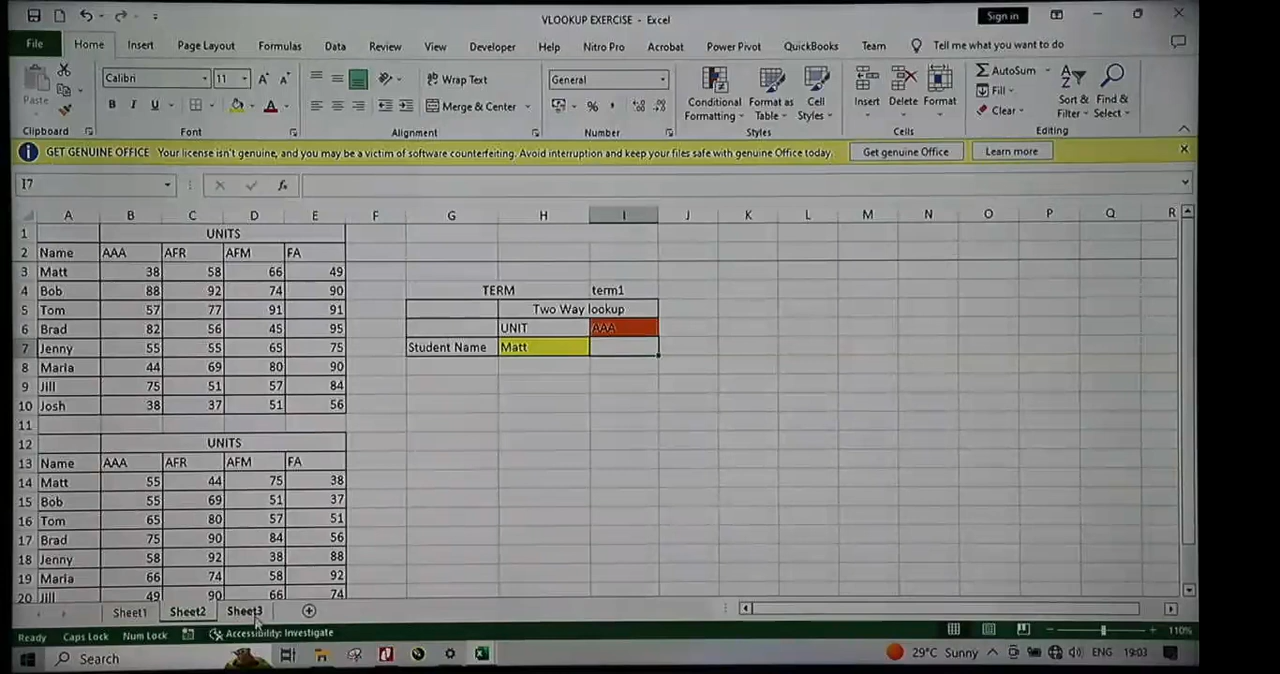 VLOOKUP EXERCISE - Excel
Sign in
File Home Insert Page Layout Formulas Data Review View Developer Help Nitro Pro Acrobat Power Pivot QuickBooks Team Tell me what you want to do
Paste
Calibri 11
B I U
Wrap Text
Merge & Center
General
%
Conditional Formatting
Format as Table
Cell Styles
Insert Delete Format
AutoSum
Fill
Clear
Sort & Filter
Find & Select
Clipboard Font Alignment Number Styles Cells Editing
GET GENUINE OFFICE Your license isn't genuine, and you may be a victim of software counterfeiting. Avoid interruption and keep your files safe with genuine Office today. Get genuine Office Learn more
I7 fx
A B C D E F G H I J K L M N O P Q R
1 UNITS
2 Name AAA AFR AFM FA
3 Matt 38 58 66 49
4 Bob 88 92 74 90 TERM term1
5 Tom 57 77 91 91 Two Way lookup
6 Brad 82 56 45 95 UNIT AAA
7 Jenny 55 55 65 75 Student Name Matt
8 Maria 44 69 80 90
9 Jill 75 51 57 84
10 Josh 38 37 51 56
11
12 UNITS
13 Name AAA AFR AFM FA
14 Matt 55 44 75 38
15 Bob 55 69 51 37
16 Tom 65 80 57 51
17 Brad 75 90 84 56
18 Jenny 58 92 38 88
19 Maria 66 74 58 92
20 Jill 49 90 66 74
Sheet1 Sheet2 Sheet3
Ready Caps Lock Num Lock Accessibility: Investigate 110%
Search 29°C Sunny ENG 19:03